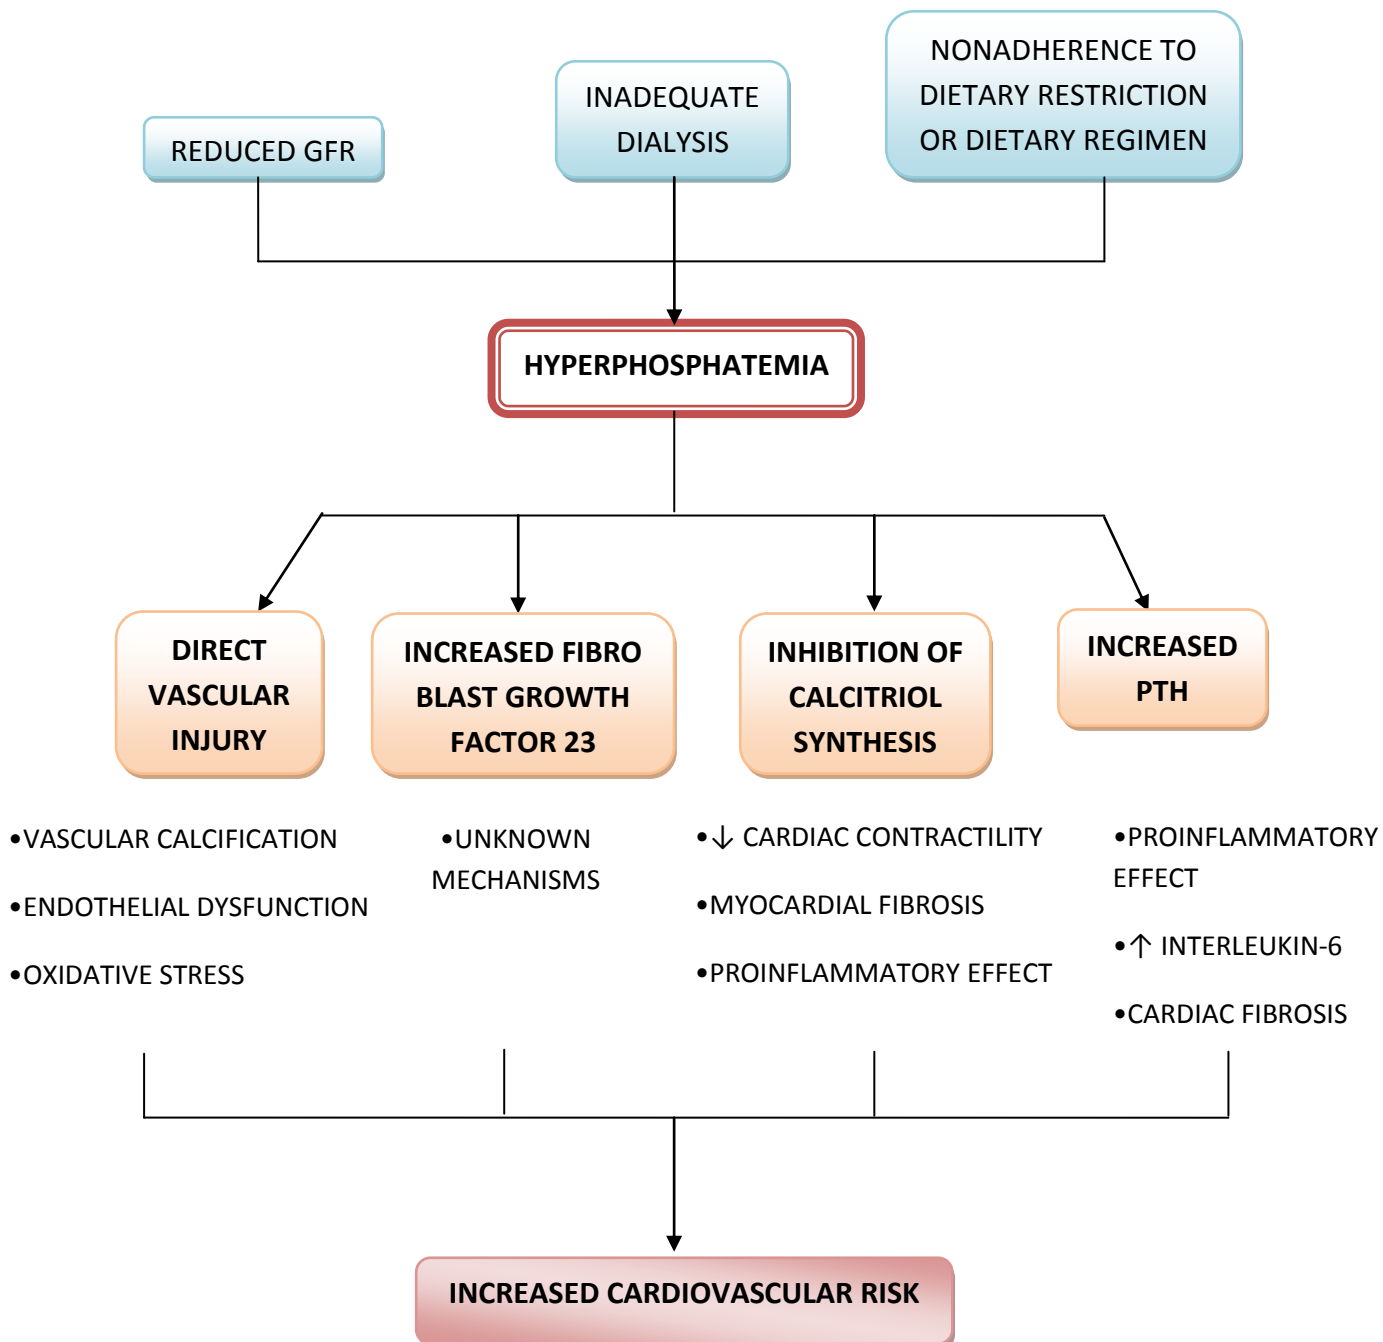 REDUCED GFR
INADEQUATE
DIALYSIS
NONADHERENCE TO
DIETARY RESTRICTION
OR DIETARY REGIMEN
HYPERPHOSPHATEMIA
DIRECT
VASCULAR
INJURY
INCREASED FIBRO
BLAST GROWTH
FACTOR 23
INHIBITION OF
CALCITRIOL
SYNTHESIS
INCREASED
PTH
•VASCULAR CALCIFICATION
•ENDOTHELIAL DYSFUNCTION
•OXIDATIVE STRESS
•UNKNOWN
MECHANISMS
•↓ CARDIAC CONTRACTILITY
•MYOCARDIAL FIBROSIS
•PROINFLAMMATORY EFFECT
•PROINFLAMMATORY
EFFECT
•↑ INTERLEUKIN-6
•CARDIAC FIBROSIS
INCREASED CARDIOVASCULAR RISK